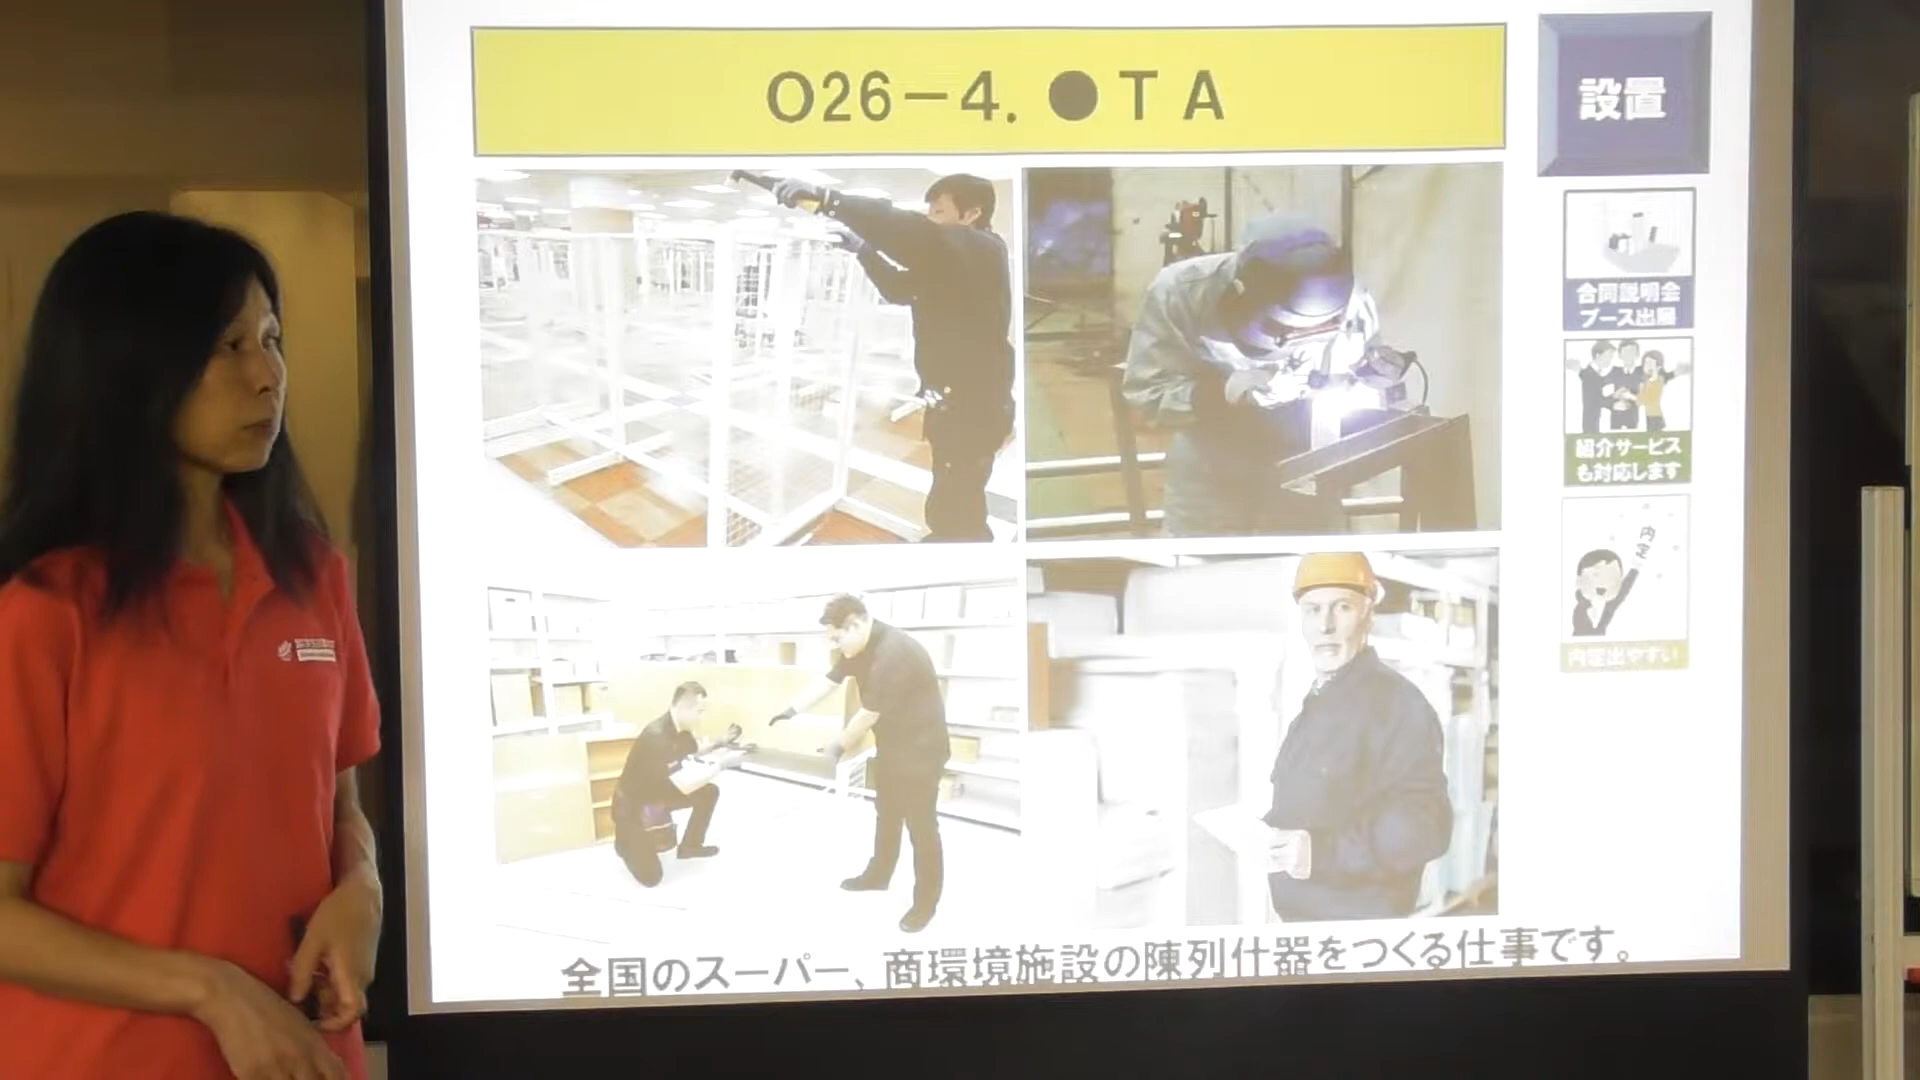 O26－4. ●ＴＡ
設置
合同説明会
ブース出展
紹介サービス
も対応します
内定
内定出やすい
全国のスーパー、商環境施設の陳列什器をつくる仕事です。